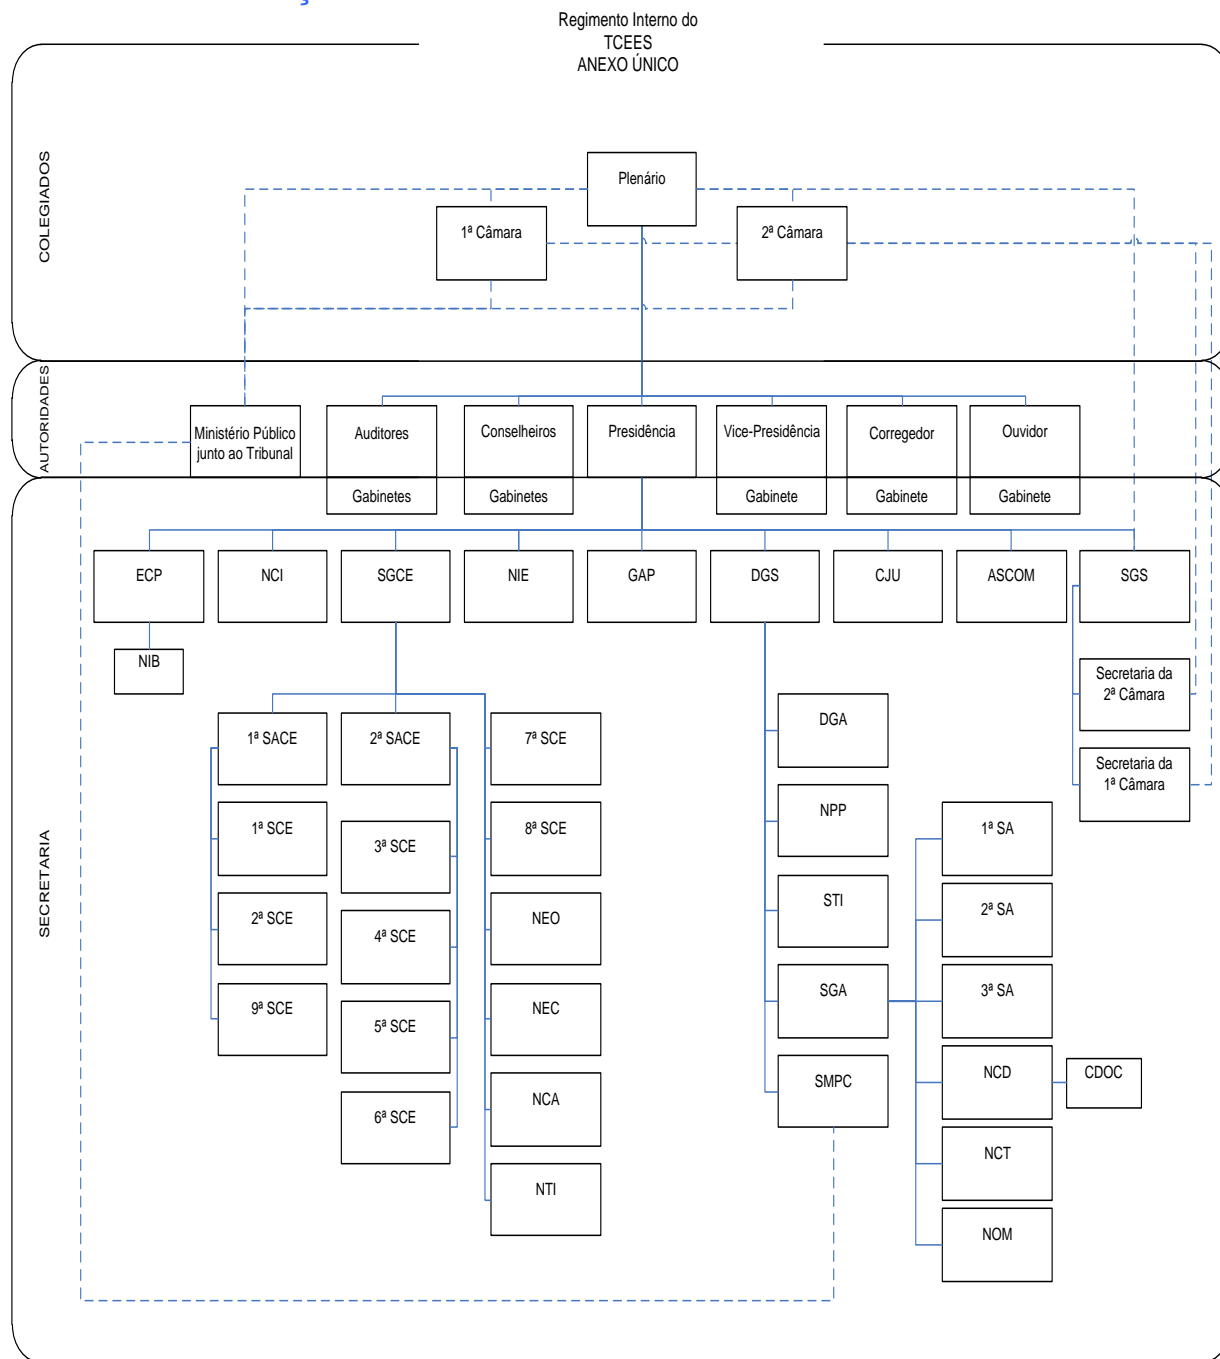 Regimento Interno do
TCEES
ANEXO ÚNICO
COLEGIADOS
Plenário
1ª Câmara
2ª Câmara
AUTORIDADES
Ministério Público
junto ao Tribunal
Auditores
Conselheiros
Presidência
Vice-Presidência
Corregedor
Ouvidor
Gabinetes
Gabinetes
Gabinete
Gabinete
Gabinete
SECRETARIA
ECP
NCI
SGCE
NIE
GAP
DGS
CJU
ASCOM
SGS
NIB
Secretaria da
2ª Câmara
Secretaria da
1ª Câmara
1ª SACE
1ª SCE
2ª SCE
9ª SCE
2ª SACE
3ª SCE
4ª SCE
5ª SCE
6ª SCE
7ª SCE
8ª SCE
NEO
NEC
NCA
NTI
DGA
NPP
STI
SGA
SMPC
1ª SA
2ª SA
3ª SA
NCD
CDOC
NCT
NOM